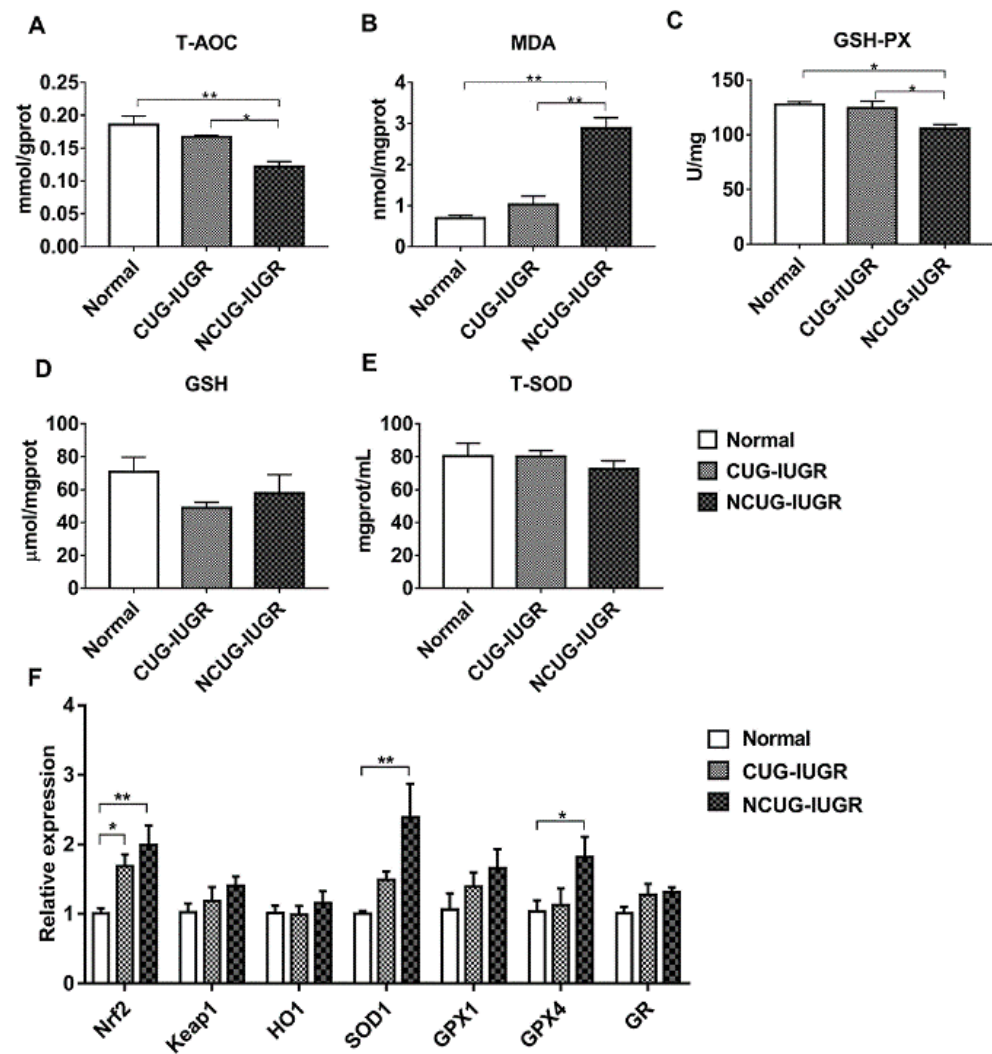 A
T-AOC
mmol/gprot
0.25
0.20
0.15
0.10
0.05
0.00
**
*
Normal
CUG-IUGR
NCUG-IUGR
B
MDA
nmol/mgprot
4
3
2
1
0
**
**
Normal
CUG-IUGR
NCUG-IUGR
C
GSH-PX
U/mg
150
100
50
0
*
*
Normal
CUG-IUGR
NCUG-IUGR
D
GSH
μmol/mgprot
100
80
60
40
20
0
Normal
CUG-IUGR
NCUG-IUGR
E
T-SOD
mgprot/mL
100
80
60
40
20
0
Normal
CUG-IUGR
NCUG-IUGR
Normal
CUG-IUGR
NCUG-IUGR
F
Relative expression
4
3
2
1
0
**
*
**
*
Nrf2
Keap1
HO1
SOD1
GPX1
GPX4
GR
Normal
CUG-IUGR
NCUG-IUGR